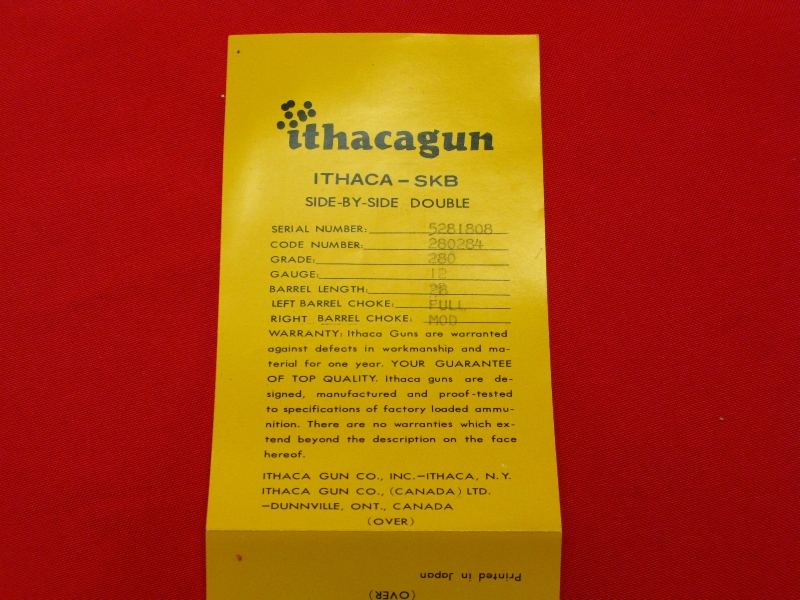 ithacagun
ITHACA – SKB
SIDE-BY-SIDE DOUBLE
SERIAL NUMBER: 5281808
CODE NUMBER: 280284
GRADE: 280
GAUGE: 12
BARREL LENGTH: 28
LEFT BARREL CHOKE: FULL
RIGHT BARREL CHOKE: MOD
WARRANTY: Ithaca Guns are warranted
against defects in workmanship and ma-
terial for one year. YOUR GUARANTEE
OF TOP QUALITY. Ithaca guns are de-
signed, manufactured and proof-tested
to specifications of factory loaded ammu-
nition. There are no warranties which ex-
tend beyond the description on the face
hereof.
ITHACA GUN CO., INC.—ITHACA, N.Y.
ITHACA GUN CO., (CANADA) LTD.
—DUNNVILLE, ONT., CANADA
(OVER)
Printed in Japan
(OVER)